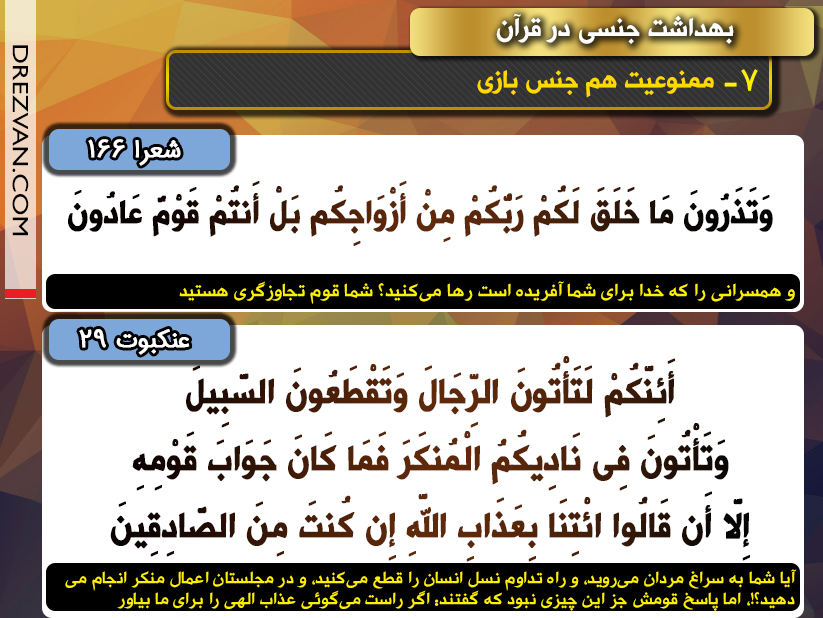 بهداشت جنسی در قرآن
۷- ممنوعیت هم جنس بازی
DREZVAN.COM
شعرا ۱۶۶
وَتَذَرُونَ مَا خَلَقَ لَكُمْ رَبُّكُمْ مِنْ أَزْوَاجِكُم بَلْ أَنتُمْ قَوْمٌ عَادُونَ
و همسرانی را که خدا برای شما آفریده است رها می‌کنید؟ شما قوم تجاوزگری هستید
عنکبوت ۲۹
أَئِنَّكُمْ لَتَأْتُونَ الرِّجَالَ وَتَقْطَعُونَ السَّبِيلَ
وَتَأْتُونَ فِى نَادِيكُمُ الْمُنكَرَ فَمَا كَانَ جَوَابَ قَوْمِهِ
إِلَّا أَن قَالُوا ائْتِنَا بِعَذَابِ اللَّهِ إِن كُنتَ مِنَ الصَّادِقِينَ
آیا شما به سراغ مردان می‌روید، و راه تداوم نسل انسان را قطع می‌کنید، و در مجلستان اعمال منکر انجام می
دهید؟!، اما پاسخ قومش جز این چیزی نبود که گفتند: اگر راست می‌گوئی عذاب الهی را برای ما بیاور